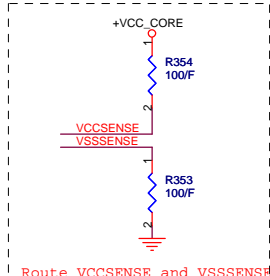 +VCC_CORE
1
R354
100/F
2
VCCSENSE
VSSSENSE
1
R353
100/F
2
Route VCCSENSE and VSSSENSE